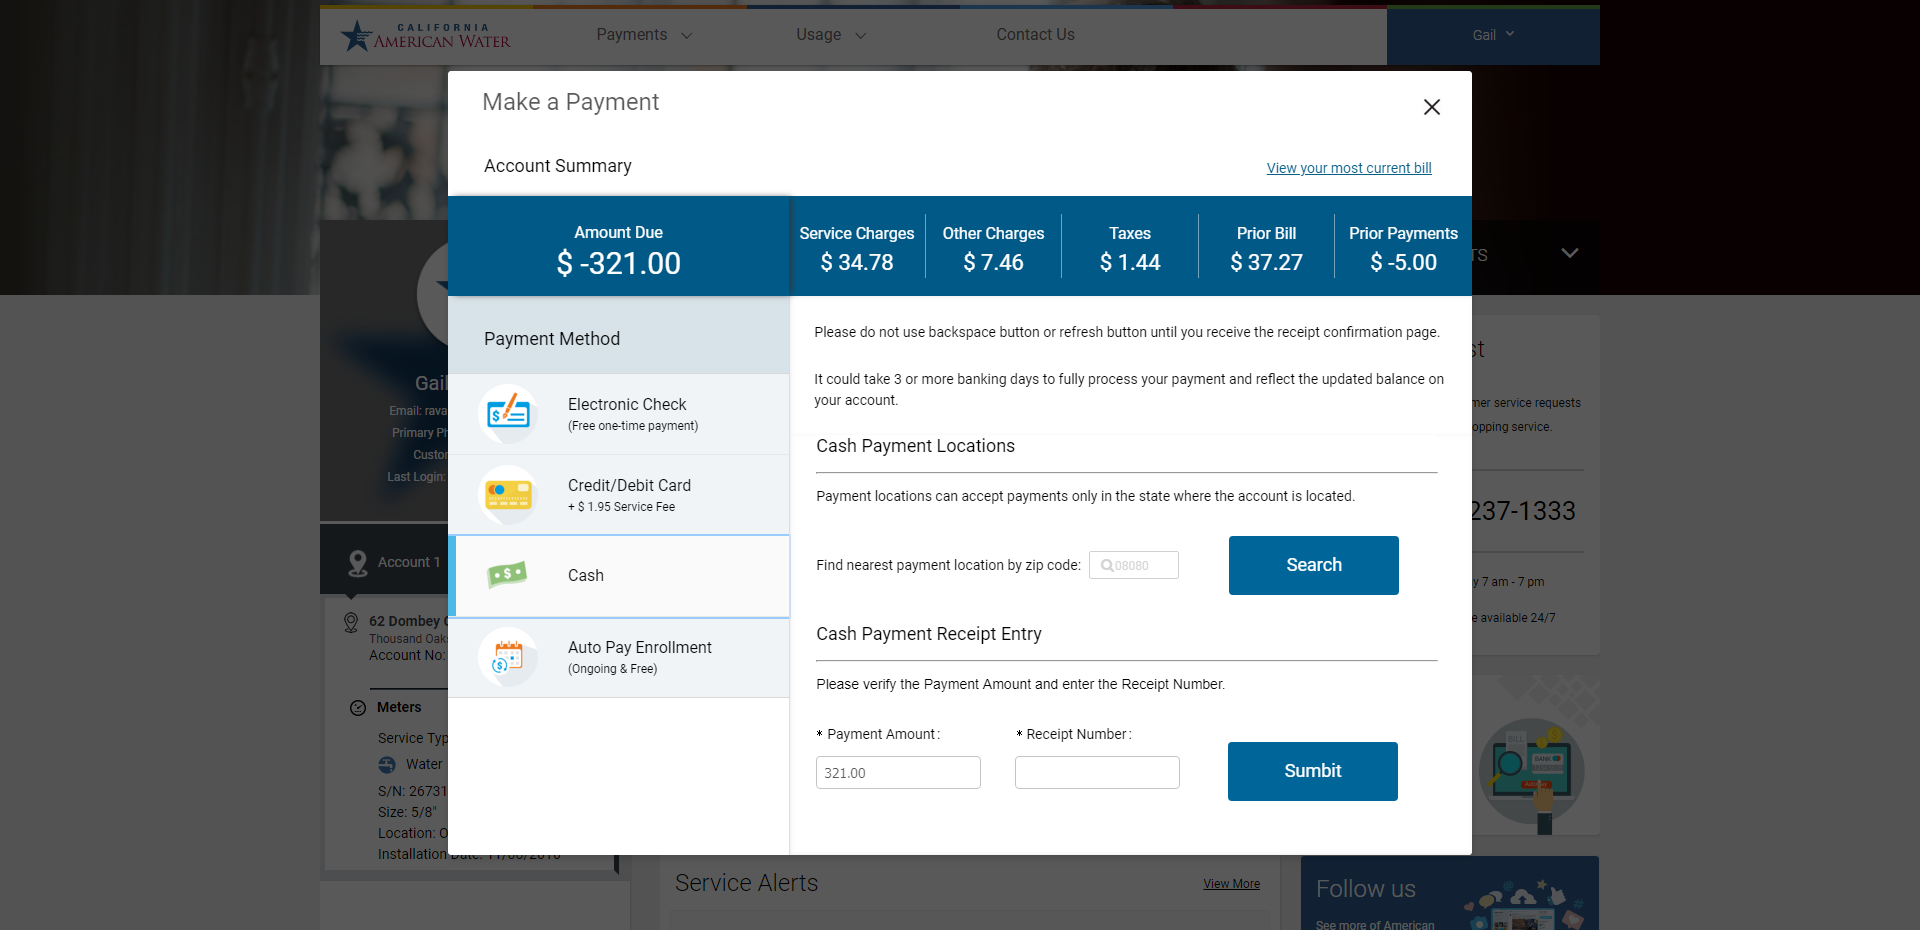 CALIFORNIA
AMERICAN WATER
Payments
Usage
Contact Us
Gail
Make a Payment
Account Summary
View your most current bill
Amount Due
$ -321.00
Service Charges
$ 34.78
Other Charges
$ 7.46
Taxes
$ 1.44
Prior Bill
$ 37.27
Prior Payments
$ -5.00
TS
Payment Method
Electronic Check
(Free one-time payment)
Credit/Debit Card
+ $ 1.95 Service Fee
Cash
Auto Pay Enrollment
(Ongoing & Free)
Please do not use backspace button or refresh button until you receive the receipt confirmation page.
It could take 3 or more banking days to fully process your payment and reflect the updated balance on
your account.
Cash Payment Locations
Payment locations can accept payments only in the state where the account is located.
Find nearest payment location by zip code:
08080
Search
Cash Payment Receipt Entry
Please verify the Payment Amount and enter the Receipt Number.
* Payment Amount:
321.00
* Receipt Number:
Sumbit
Gail
Email: rava
Primary Ph
Custor
Last Login:
Account 1
62 Dombey
Thousand Oaks
Account No:
Meters
Service Typ
Water
S/N: 26731
Size: 5/8"
Location: O
Installation Date:
st
mer service requests
opping service.
237-1333
y 7 am - 7 pm
e available 24/7
BILL
BANK
Service Alerts
View More
Follow us
See more of American